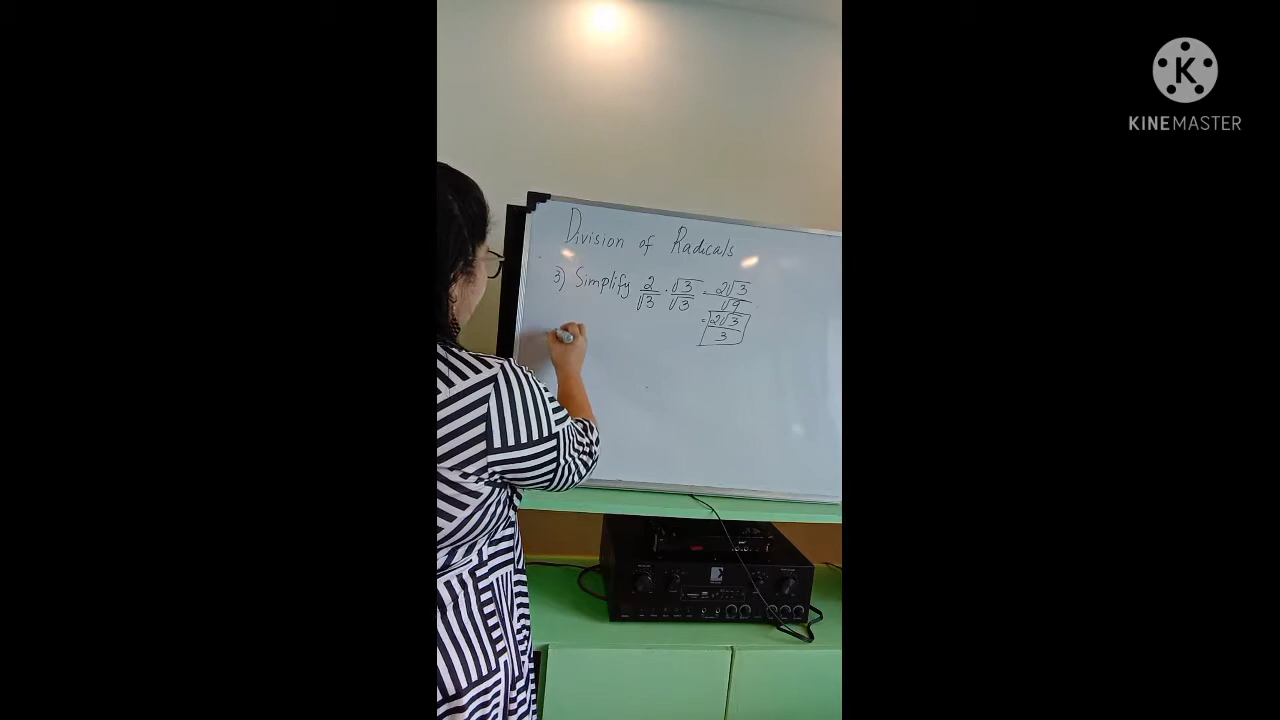 KINEMASTER
Division of Radicals
3) Simplify 2/√3 · √3/√3 = 2√3/√9
= 2√3/3